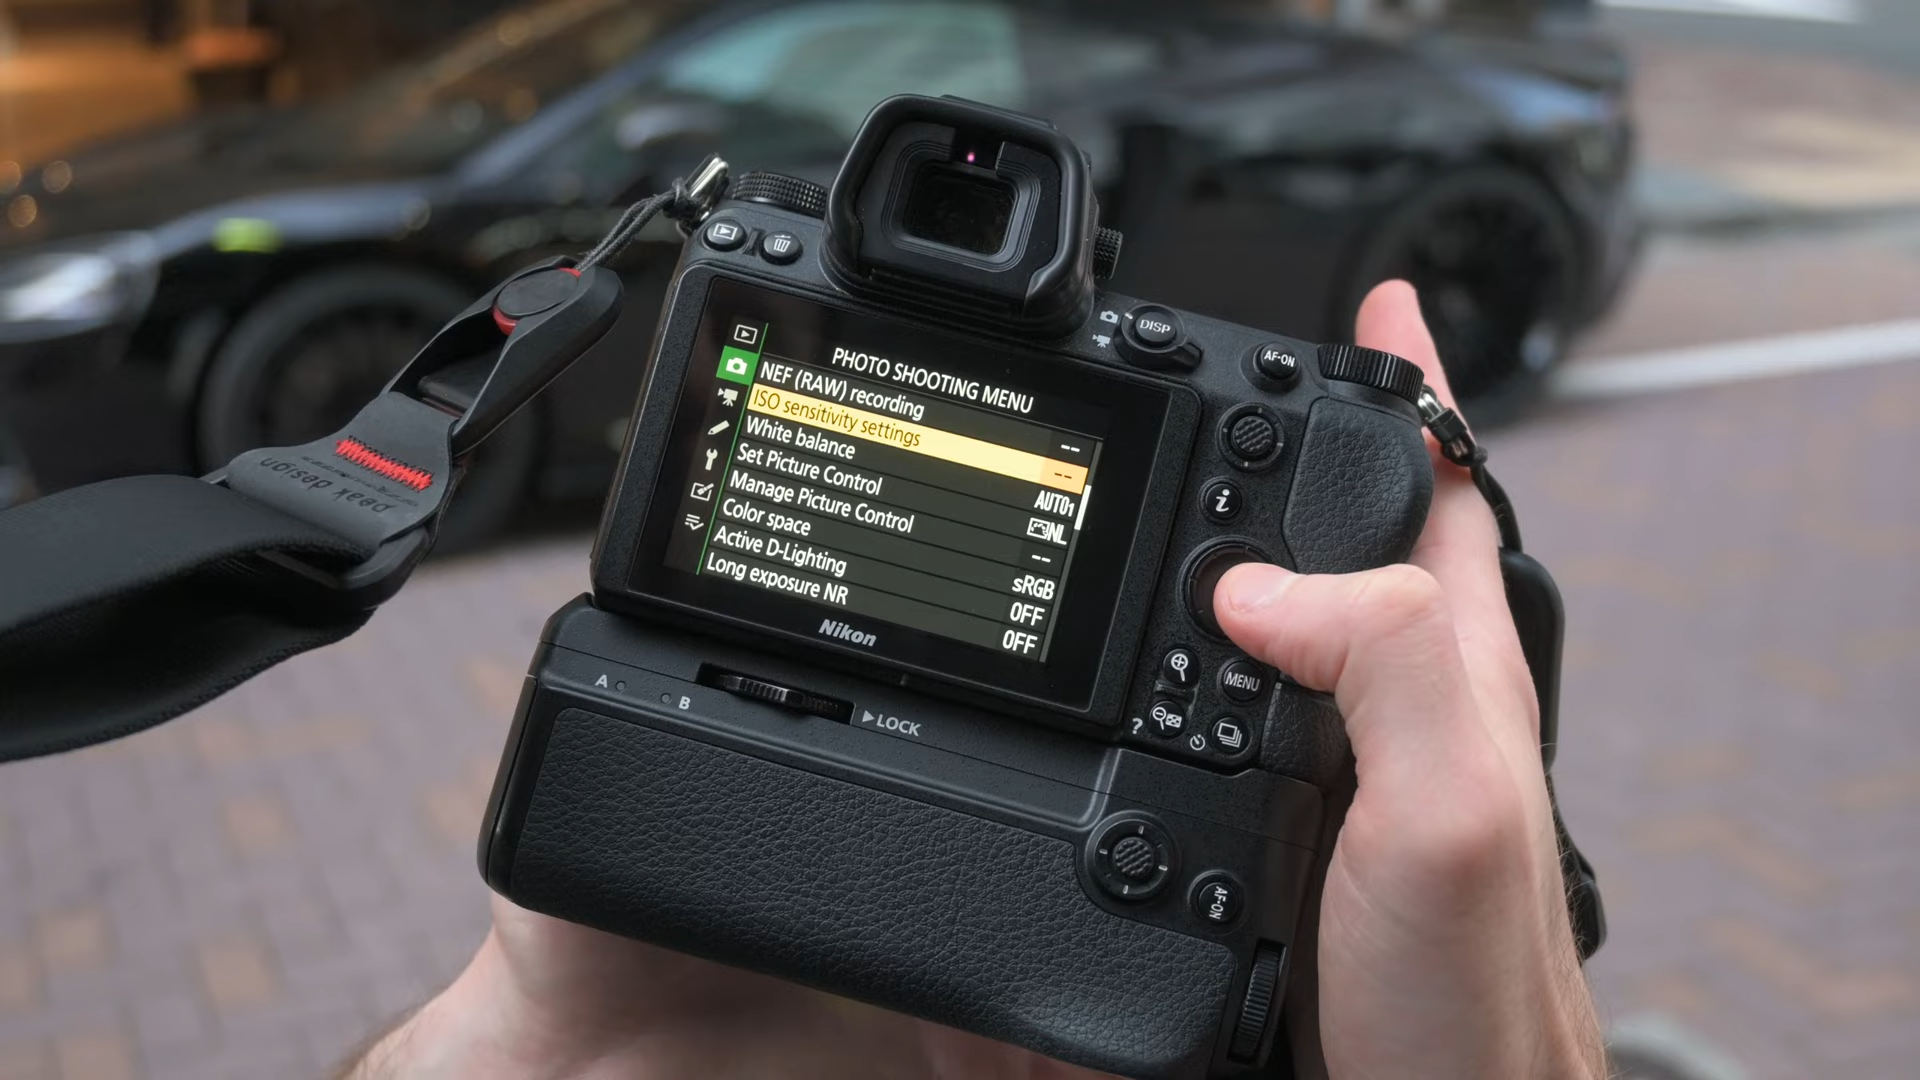 DISP
AF-ON
PHOTO SHOOTING MENU
NEF (RAW) recording --
ISO sensitivity settings --
White balance AUTO1
Set Picture Control NL
Manage Picture Control --
Color space sRGB
Active D-Lighting OFF
Long exposure NR OFF
i
peak design
Nikon
MENU
A B
LOCK
?
AF-ON